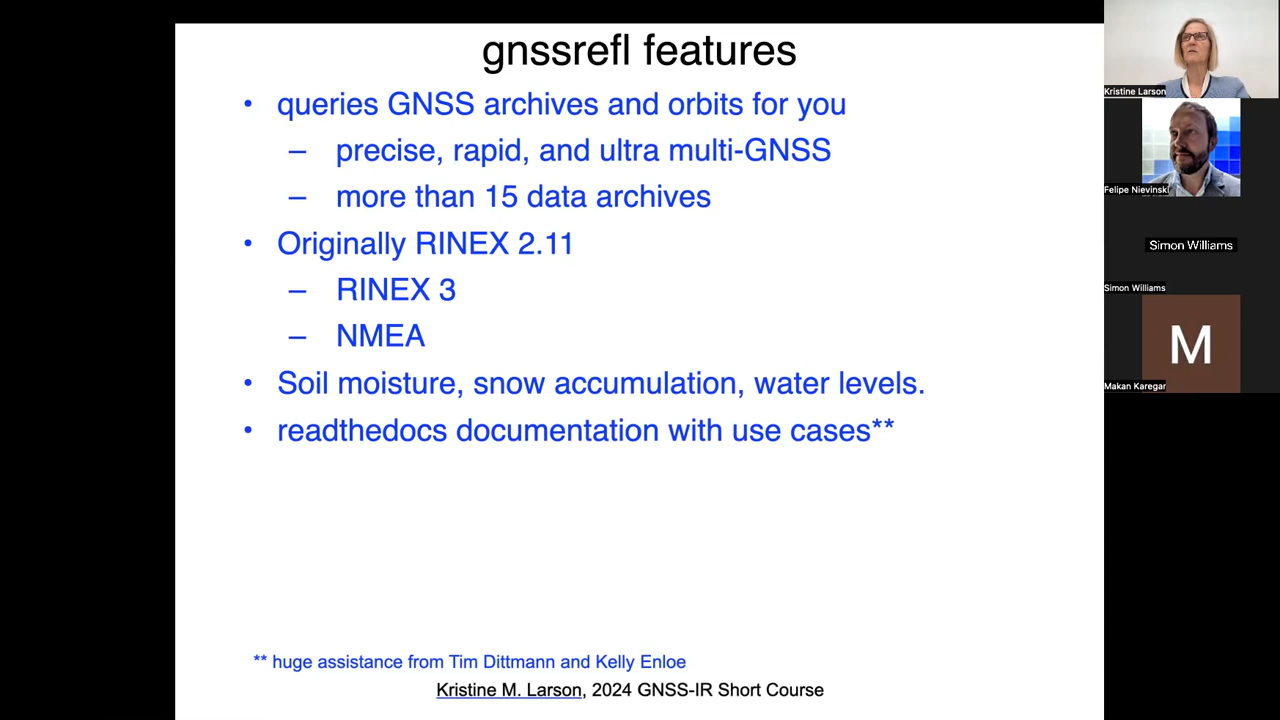 gnssrefl features
• queries GNSS archives and orbits for you
– precise, rapid, and ultra multi-GNSS
– more than 15 data archives
• Originally RINEX 2.11
– RINEX 3
– NMEA
• Soil moisture, snow accumulation, water levels.
• readthedocs documentation with use cases**
** huge assistance from Tim Dittmann and Kelly Enloe
Kristine M. Larson, 2024 GNSS-IR Short Course
Kristine Larson
Felipe Nievinski
Simon Williams
Simon Williams
M
Makan Karegar